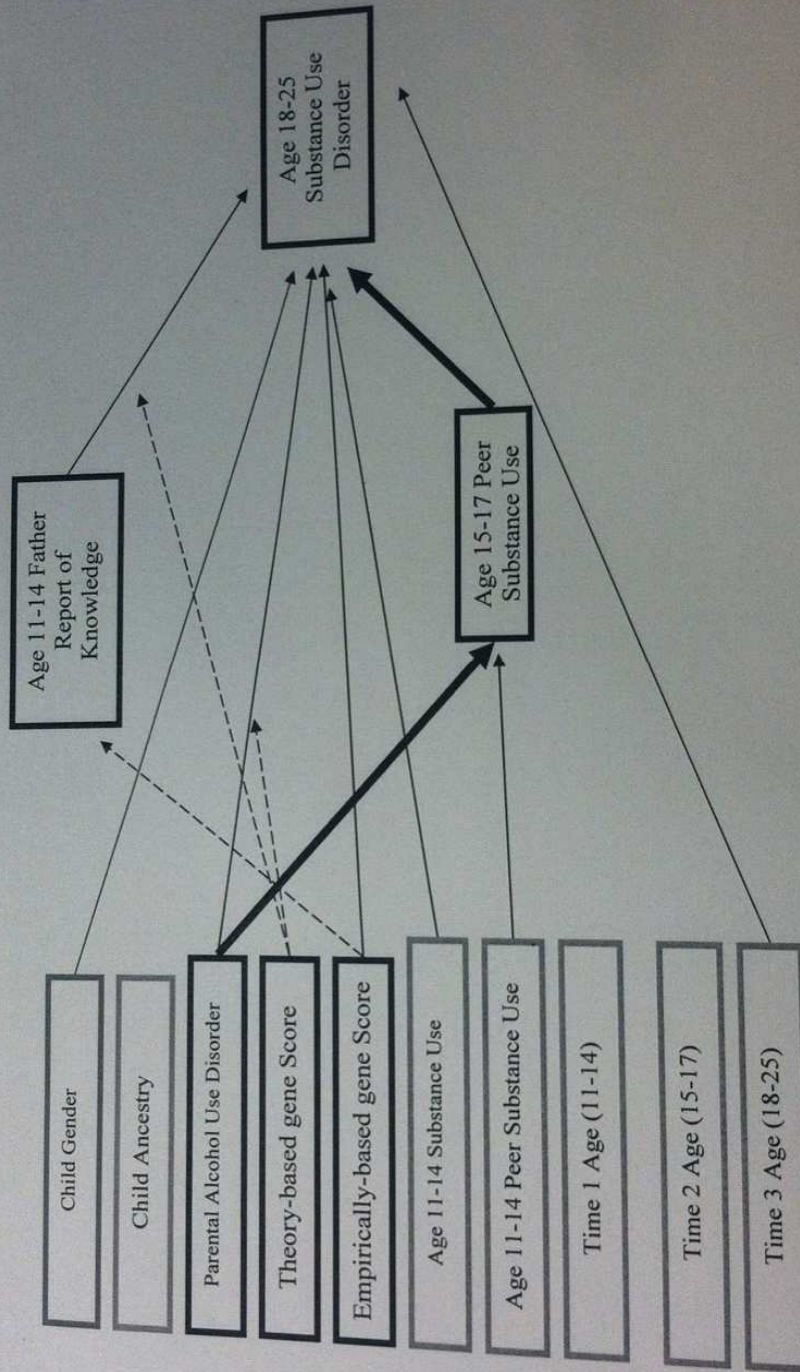 Child Gender
Child Ancestry
Parental Alcohol Use Disorder
Theory-based gene Score
Empirically-based gene Score
Age 11-14 Substance Use
Age 11-14 Peer Substance Use
Time 1 Age (11-14)
Time 2 Age (15-17)
Time 3 Age (18-25)
Age 11-14 Father
Report of
Knowledge
Age 15-17 Peer
Substance Use
Age 18-25
Substance Use
Disorder